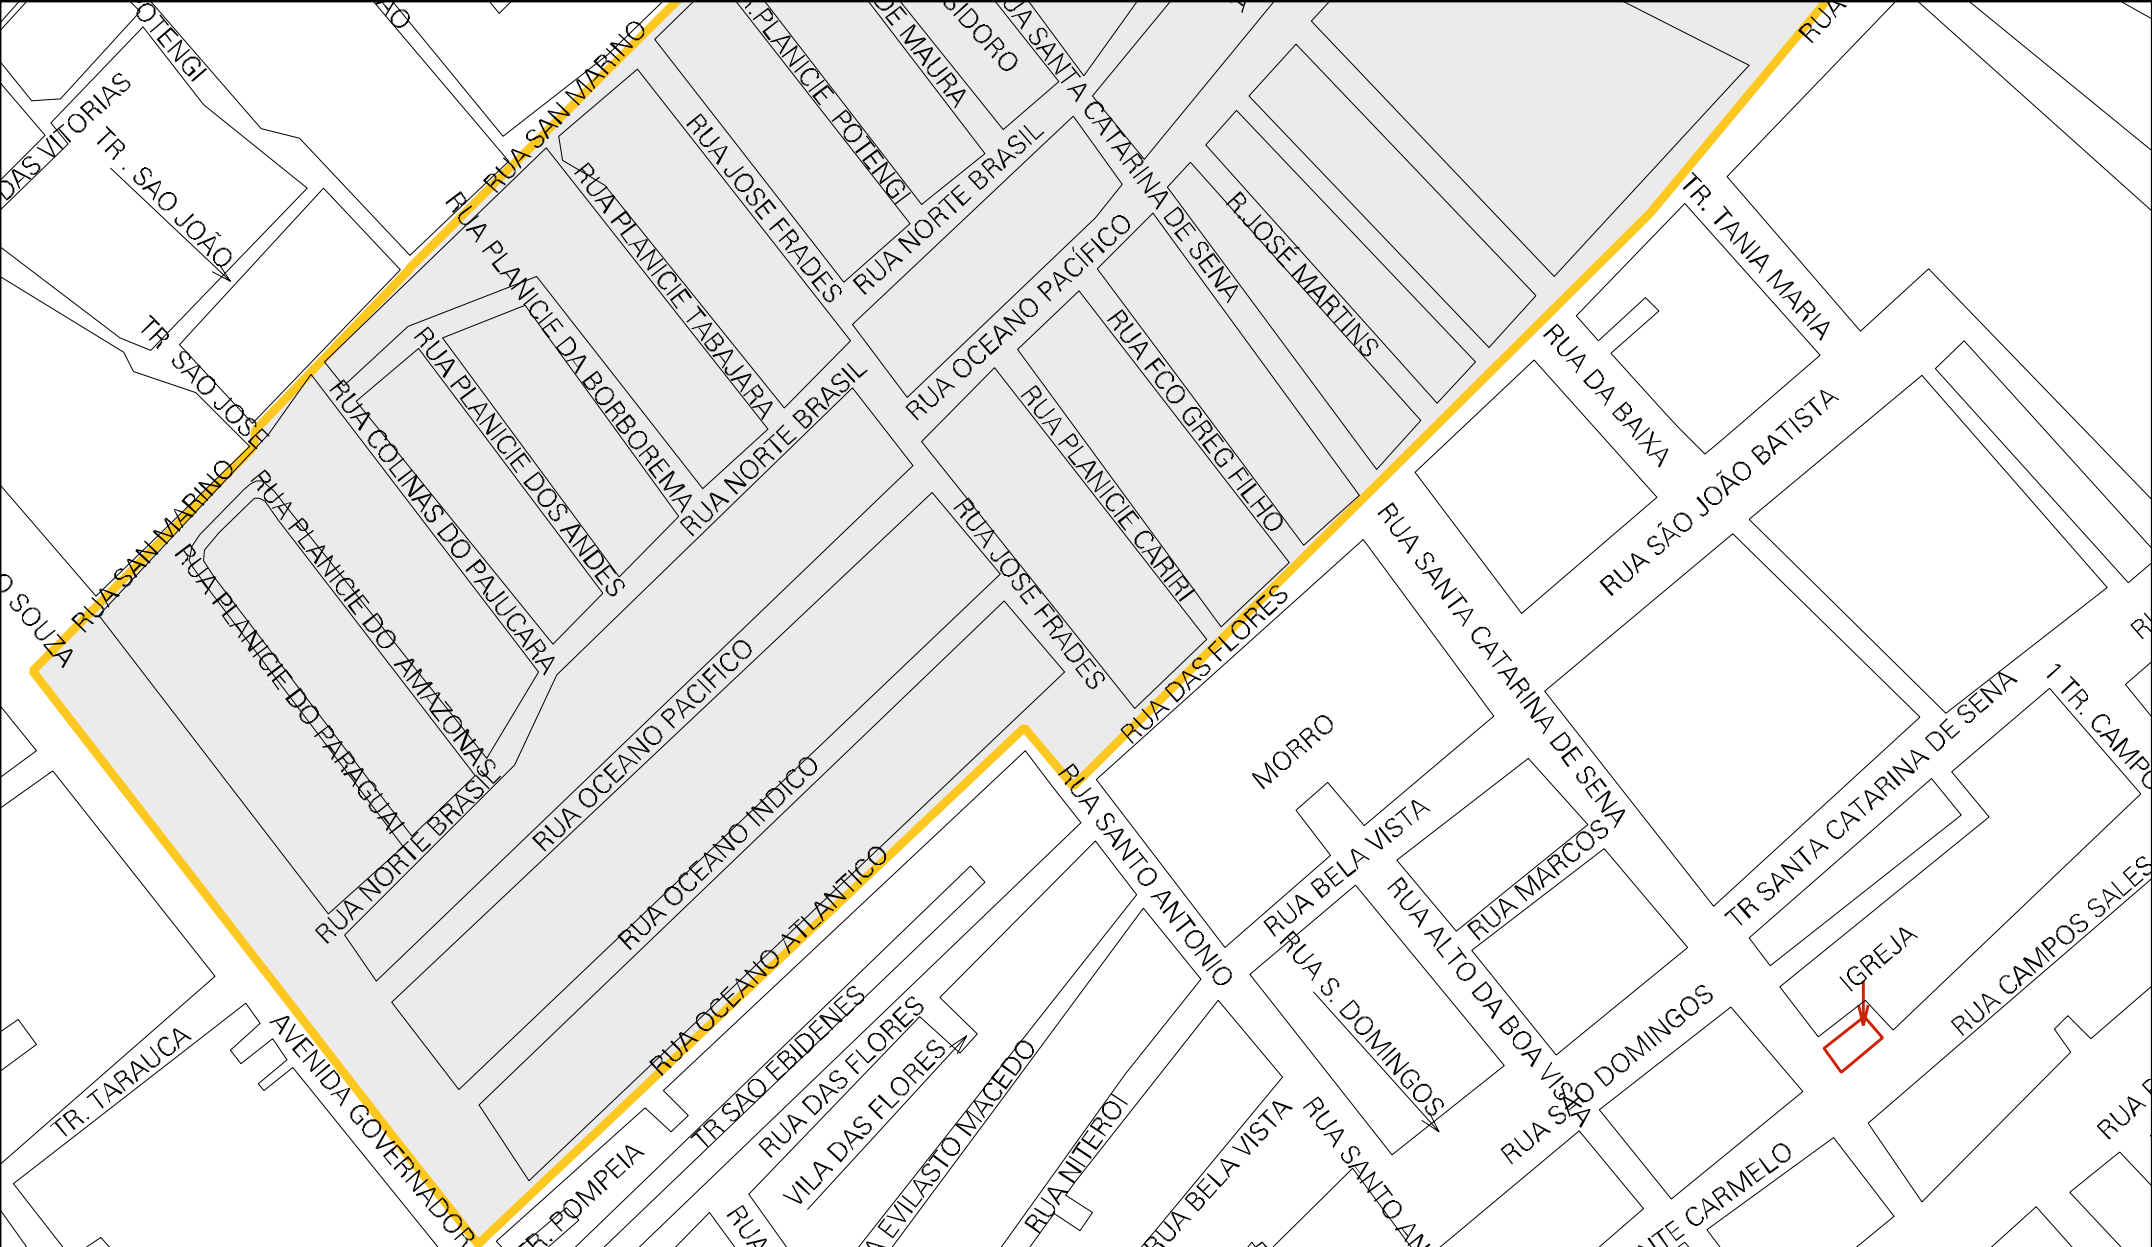 OTENGI
AO
DAS VITORIAS
TR . SAO JOÃO
TR SAO JOSE
O SOUZA
RUA SAN MARINO
RUA SAN MARINO
R.PLANICIE POTENGI
DE MAURA
SIDORO
RUA SANTA CATARINA DE SENA
RUA
RUA JOSE FRADES
RUA PLANICIE TABAJARA
RUA NORTE BRASIL
RUA OCEANO PACÍFICO
R.JOSÉ MARTINS
TR. TANIA MARIA
RUA PLANICIE DA BORBOREMA
RUA PLANICIE DOS ANDES
RUA COLINAS DO PAJUCARA
RUA NORTE BRASIL
RUA FCO GREG FILHO
RUA PLANICIE CARIRI
RUA DA BAIXA
RUA SÃO JOÃO BATISTA
RUA PLANICIE DO AMAZONAS
RUA PLANICIE DO PARAGUAI
RUA NORTE BRASIL
RUA JOSE FRADES
RUA SANTA CATARINA DE SENA
RUA DAS FLORES
RUA OCEANO PACIFICO
RUA OCEANO INDICO
RUA OCEANO ATLANTICO
MORRO
RUA SANTO ANTONIO
RUA BELA VISTA
RUA MARCOS
TR SANTA CATARINA DE SENA
1 TR. CAMPO
RUA CAMPOS SALES
IGREJA
RUA ALTO DA BOA VISTA
RUA S. DOMINGOS
RUA SÃO DOMINGOS
TR. TARAUCA
AVENIDA GOVERNADOR
TR SAO EBIDENES
RUA DAS FLORES
VILA DAS FLORES
TR. POMPEIA
RUA
A EVILASTO MACEDO
RUA NITEROI
RUA BELA VISTA
RUA SANTO AN
NTE CARMELO
RUA